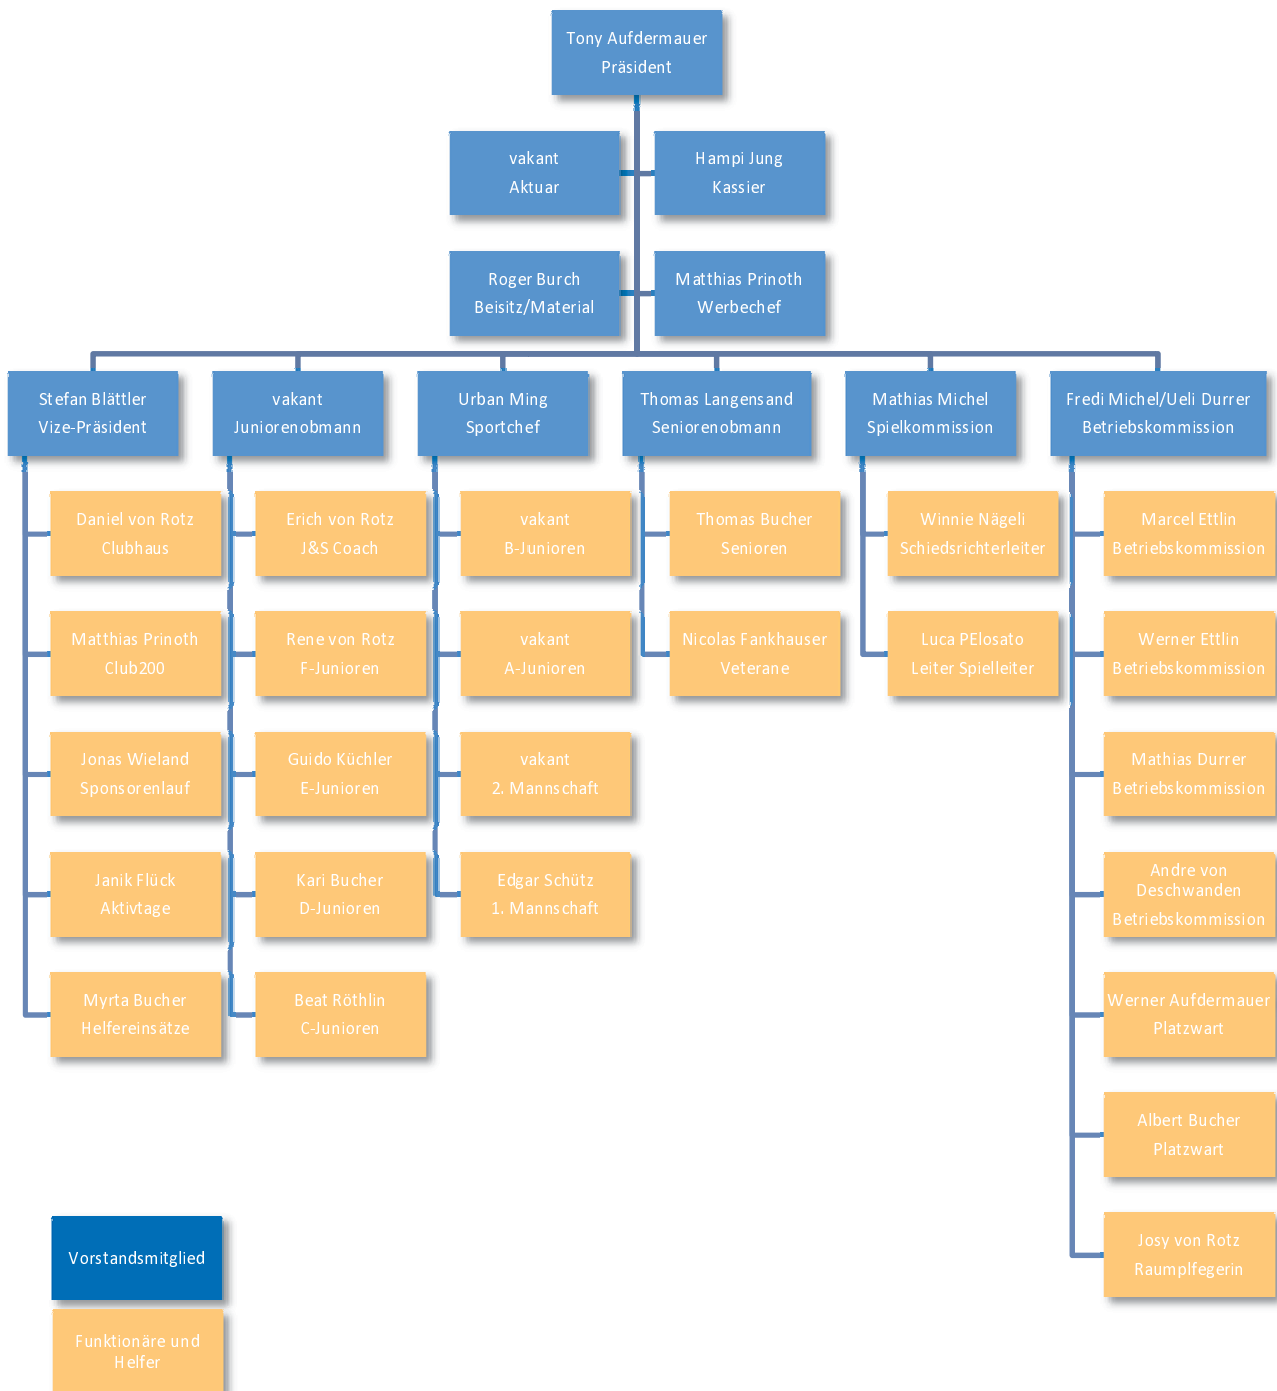 Tony Aufdermauer
Präsident
vakant
Aktuar
Hampi Jung
Kassier
Roger Burch
Beisitz/Material
Matthias Prinoth
Werbechef
Stefan Blättler
Vize-Präsident
vakant
Juniorenobmann
Urban Ming
Sportchef
Thomas Langensand
Seniorenobmann
Mathias Michel
Spielkommission
Fredi Michel/Ueli Durrer
Betriebskommission
Daniel von Rotz
Clubhaus
Matthias Prinoth
Club200
Jonas Wieland
Sponsorenlauf
Janik Flück
Aktivtage
Myrta Bucher
Helfereinsätze
Erich von Rotz
J&S Coach
Rene von Rotz
F-Junioren
Guido Küchler
E-Junioren
Kari Bucher
D-Junioren
Beat Röthlin
C-Junioren
vakant
B-Junioren
vakant
A-Junioren
vakant
2. Mannschaft
Edgar Schütz
1. Mannschaft
Thomas Bucher
Senioren
Nicolas Fankhauser
Veterane
Winnie Nägeli
Schiedsrichterleiter
Luca PElosato
Leiter Spielleiter
Marcel Ettlin
Betriebskommission
Werner Ettlin
Betriebskommission
Mathias Durrer
Betriebskommission
Andre von
Deschwanden
Betriebskommission
Werner Aufdermauer
Platzwart
Albert Bucher
Platzwart
Josy von Rotz
Raumplfegerin
Vorstandsmitglied
Funktionäre und
Helfer